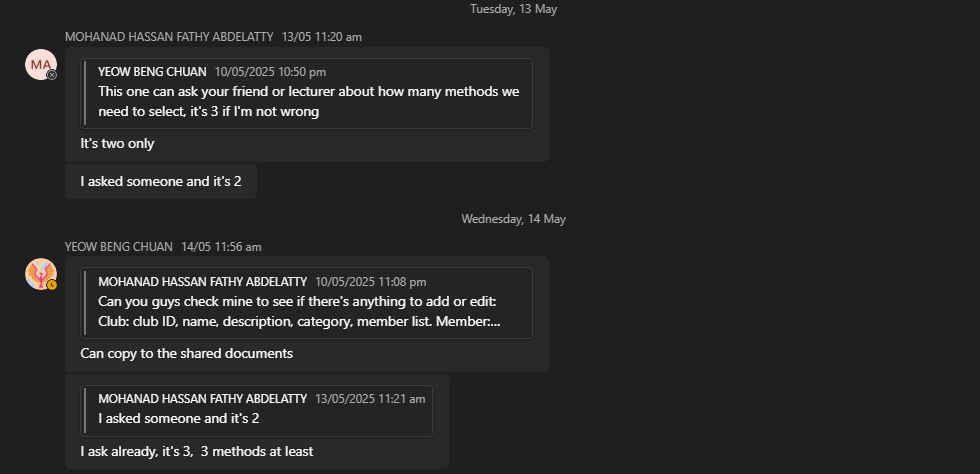 Tuesday, 13 May
MOHANAD HASSAN FATHY ABDELATTY 13/05 11:20 am
MA
YEOW BENG CHUAN 10/05/2025 10:50 pm
This one can ask your friend or lecturer about how many methods we
need to select, it's 3 if I'm not wrong
It's two only
I asked someone and it's 2
Wednesday, 14 May
YEOW BENG CHUAN 14/05 11:56 am
MOHANAD HASSAN FATHY ABDELATTY 10/05/2025 11:08 pm
Can you guys check mine to see if there's anything to add or edit:
Club: club ID, name, description, category, member list. Member:...
Can copy to the shared documents
MOHANAD HASSAN FATHY ABDELATTY 13/05/2025 11:21 am
I asked someone and it's 2
I ask already, it's 3, 3 methods at least